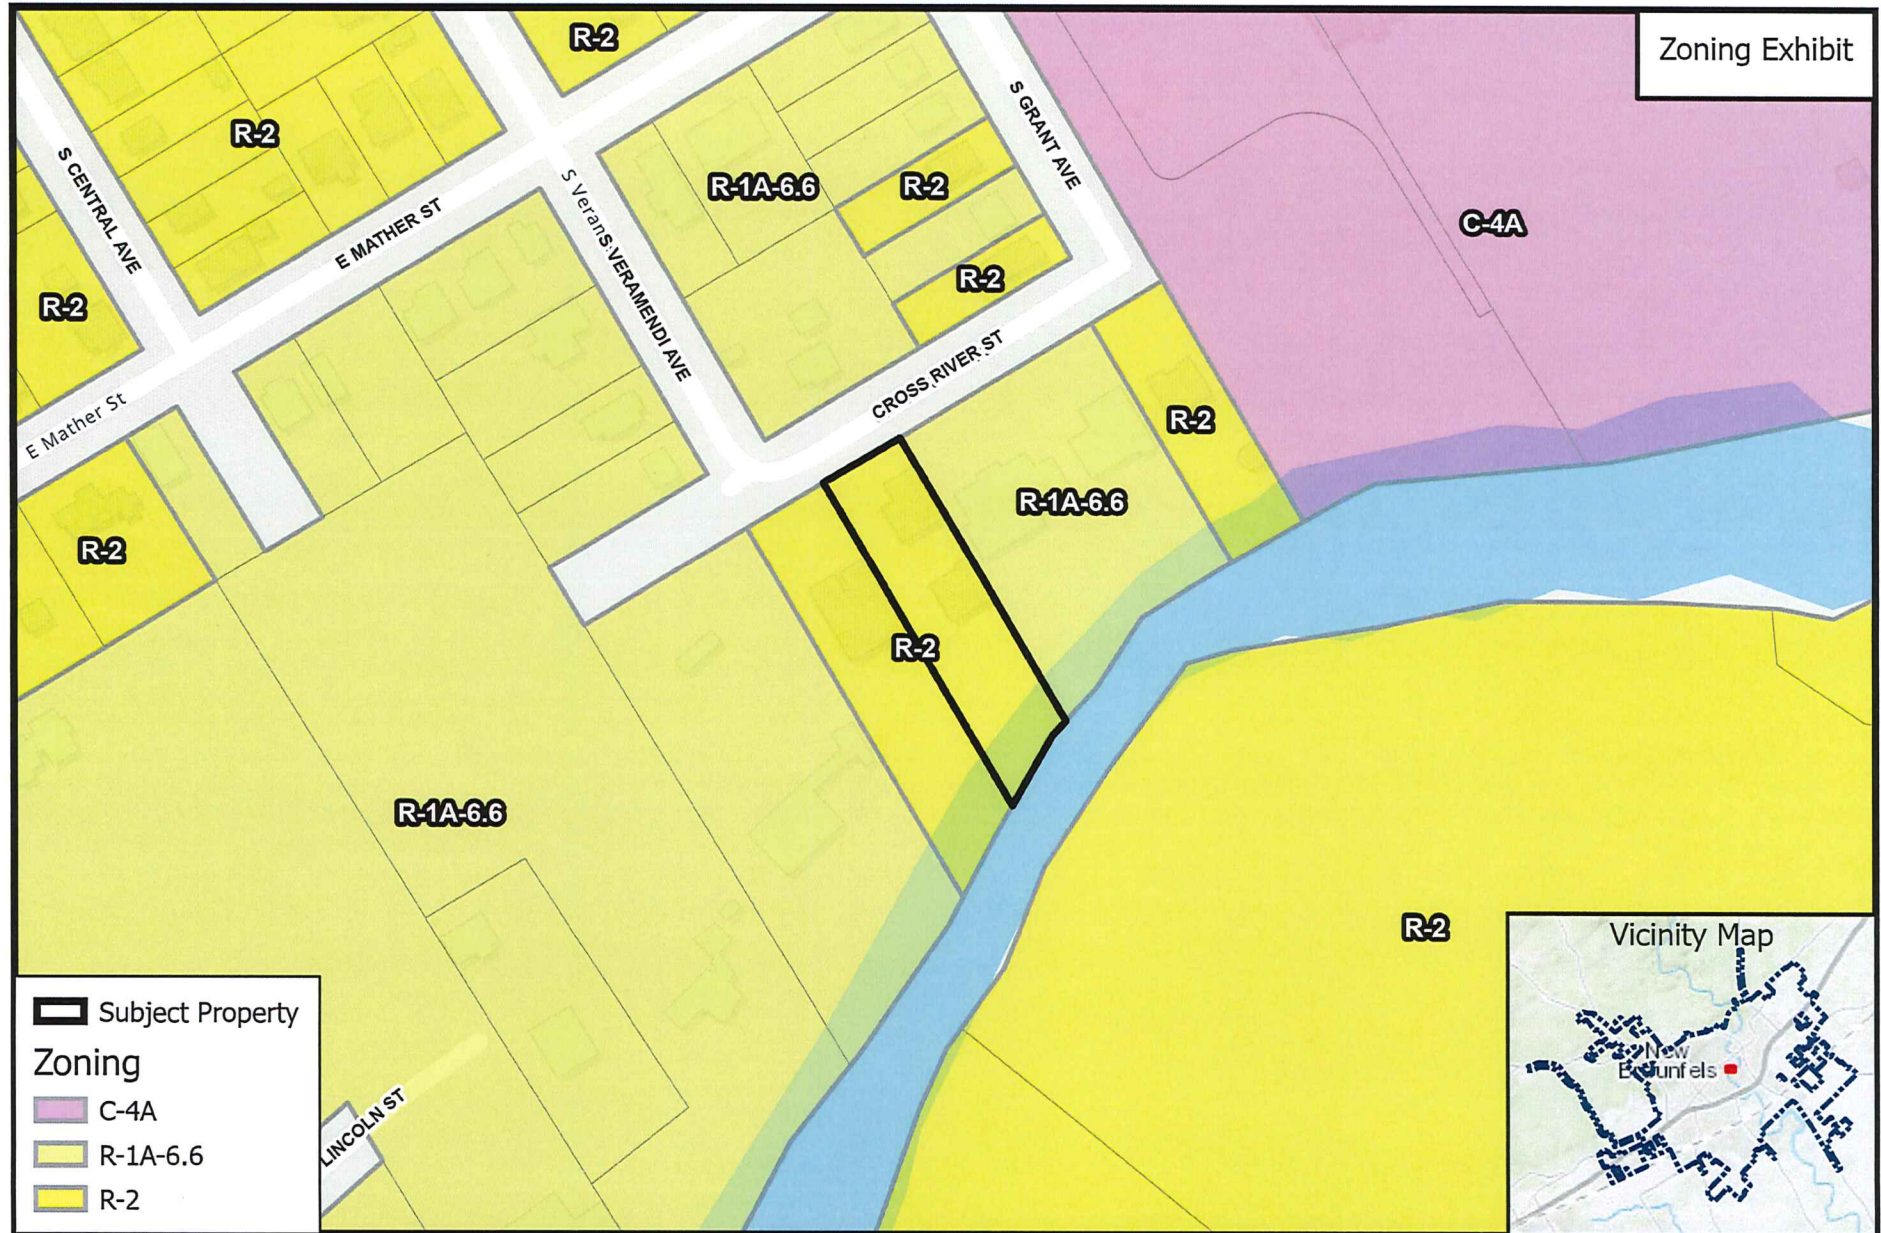 Zoning Exhibit
R-2
R-2
S CENTRAL AVE
S GRANT AVE
R-1A-6.6
R-2
C-4A
E MATHER ST
S VERAMENDI AVE
R-2
R-2
CROSS RIVER ST
E Mather St
R-2
R-1A-6.6
R-2
R-2
R-1A-6.6
R-2
LINCOLN ST
Subject Property
Zoning
C-4A
R-1A-6.6
R-2
Vicinity Map
New